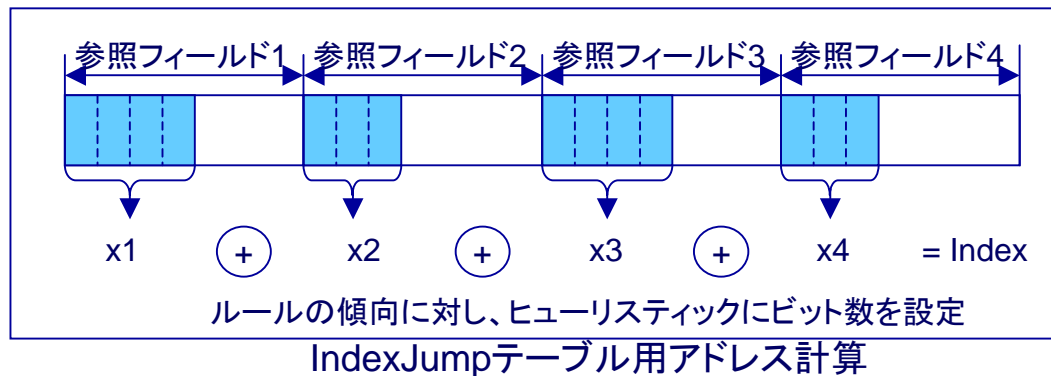 参照フィールド1 参照フィールド2 参照フィールド3 参照フィールド4
x1 + x2 + x3 + x4 = Index
ルールの傾向に対し、ヒューリスティックにビット数を設定
IndexJumpテーブル用アドレス計算